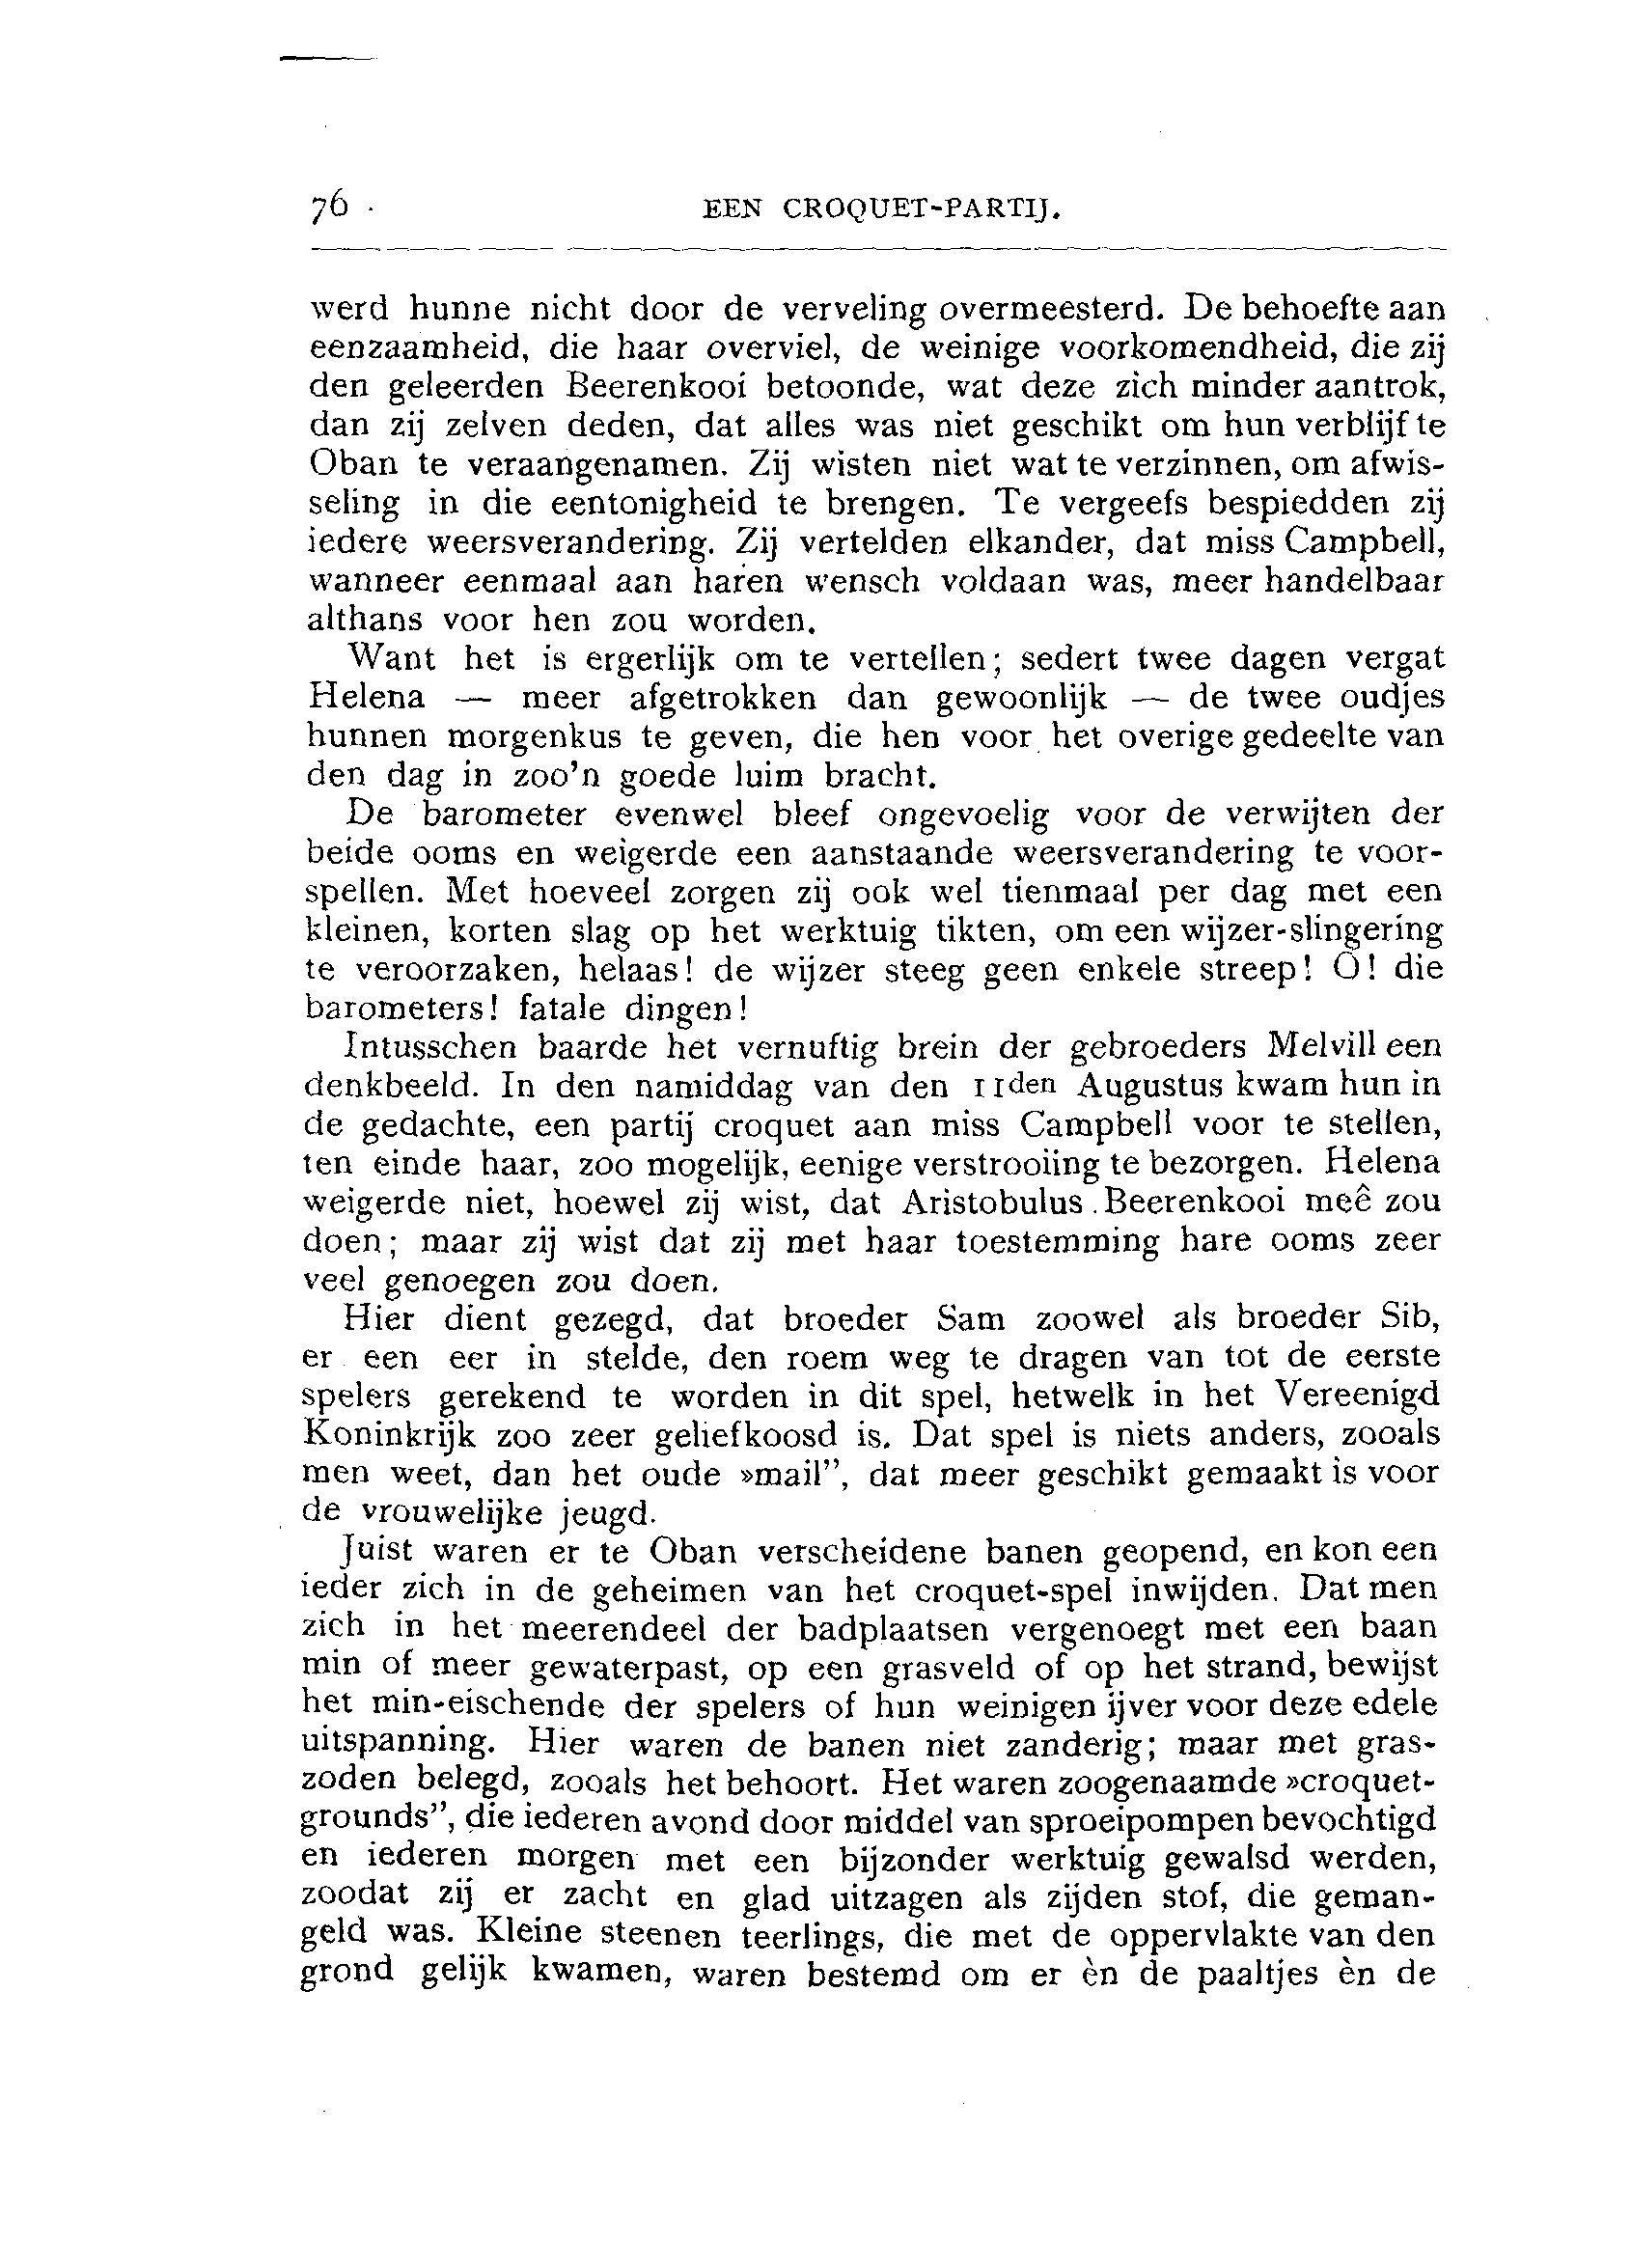 76 EEN CROQUET-PARTIJ.
werd hunne nicht door de verveling overmeesterd. De behoefte aan
eenzaamheid, die haar overviel, de weinige voorkomendheid, die zij
den geleerden Beerenkooi betoonde, wat deze zich minder aantrok,
dan zij zelven deden, dat alles was niet geschikt om hun verblijf te
Oban te veraangenamen. Zij wisten niet wat te verzinnen, om afwis-
seling in die eentonigheid te brengen. Te vergeefs bespiedden zij
iedere weersverandering. Zij vertelden elkander, dat miss Campbell,
wanneer eenmaal aan haren wensch voldaan was, meer handelbaar
althans voor hen zou worden.
Want het is ergerlijk om te vertellen; sedert twee dagen vergat
Helena — meer afgetrokken dan gewoonlijk — de twee oudjes
hunnen morgenkus te geven, die hen voor het overige gedeelte van
den dag in zoo'n goede luim bracht.
De barometer evenwel bleef ongevoelig voor de verwijten der
beide ooms en weigerde een aanstaande weersverandering te voor-
spellen. Met hoeveel zorgen zij ook wel tienmaal per dag met een
kleinen, korten slag op het werktuig tikten, om een wijzer-slingering
te veroorzaken, helaas! de wijzer steeg geen enkele streep! O! die
barometers! fatale dingen!
Intusschen baarde het vernuftig brein der gebroeders Melvill een
denkbeeld. In den namiddag van den 11den Augustus kwam hun in
de gedachte, een partij croquet aan miss Campbell voor te stellen,
ten einde haar, zoo mogelijk, eenige verstrooiing te bezorgen. Helena
weigerde niet, hoewel zij wist, dat Aristobulus Beerenkooi meê zou
doen; maar zij wist dat zij met haar toestemming hare ooms zeer
veel genoegen zou doen.
Hier dient gezegd, dat broeder Sam zoowel als broeder Sib,
er een eer in stelde, den roem weg te dragen van tot de eerste
spelers gerekend te worden in dit spel, hetwelk in het Vereenigd
Koninkrijk zoo zeer geliefkoosd is. Dat spel is niets anders, zooals
men weet, dan het oude »mail”, dat meer geschikt gemaakt is voor
de vrouwelijke jeugd.
Juist waren er te Oban verscheidene banen geopend, en kon een
ieder zich in de geheimen van het croquet-spel inwijden. Dat men
zich in het meerendeel der badplaatsen vergenoegt met een baan
min of meer gewaterpast, op een grasveld of op het strand, bewijst
het min-eischende der spelers of hun weinigen ijver voor deze edele
uitspanning. Hier waren de banen niet zanderig; maar met gras-
zoden belegd, zooals het behoort. Het waren zoogenaamde »croquet-
grounds”, die iederen avond door middel van sproeipompen bevochtigd
en iederen morgen met een bijzonder werktuig gewalsd werden,
zoodat zij er zacht en glad uitzagen als zijden stof, die geman-
geld was. Kleine steenen teerlings, die met de oppervlakte van den
grond gelijk kwamen, waren bestemd om er èn de paaltjes èn de